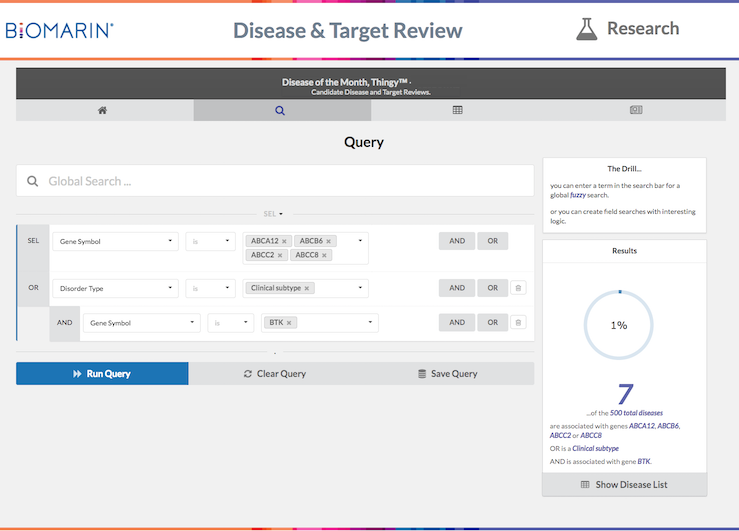 BiOMARIN®
Disease & Target Review
Research
Disease of the Month, Thingy™ .
Candidate Disease and Target Reviews.
Query
Global Search ...
SEL
SEL Gene Symbol is ABCA12 × ABCB6 × AND OR
ABCC2 × ABCC8 ×
OR Disorder Type is Clinical subtype × AND OR
AND Gene Symbol is BTK × AND OR
Run Query Clear Query Save Query
The Drill...
you can enter a term in the search bar for a
global fuzzy search.
or you can create field searches with interesting
logic.
Results
1%
7
...of the 500 total diseases
are associated with genes ABCA12, ABCB6,
ABCC2 or ABCC8
OR is a Clinical subtype
AND is associated with gene BTK.
Show Disease List